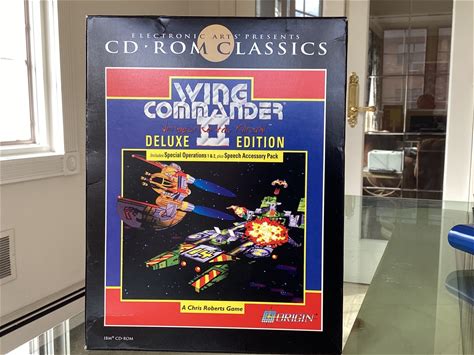 ELECTRONIC ARTS® PRESENTS
CD·ROM CLASSICS
WING
COMMANDER
II
DELUXE EDITION
Includes Special Operations 1 & 2, plus Speech Accessory Pack
A Chris Roberts Game
ORIGIN
IBM® CD-ROM